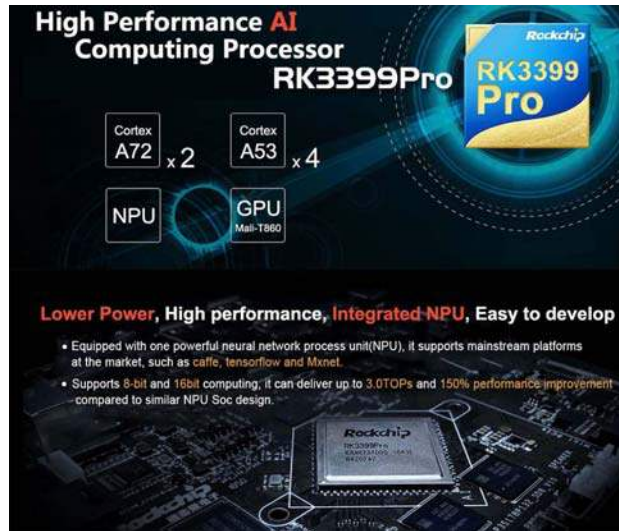 High Performance AI
Computing Processor
RK3399Pro
Rockchip
RK3399
Pro
Cortex
A72 x 2
Cortex
A53 x 4
NPU
GPU
Mali-T860
Lower Power, High performance, Integrated NPU, Easy to develop
• Equipped with one powerful neural network process unit(NPU), it supports mainstream platforms
at the market, such as caffe, tensorflow and Mxnet.
• Supports 8-bit and 16bit computing, it can deliver up to 3.0TOPs and 150% performance improvement
compared to similar NPU Soc design.
Rockchip
RK3399Pro